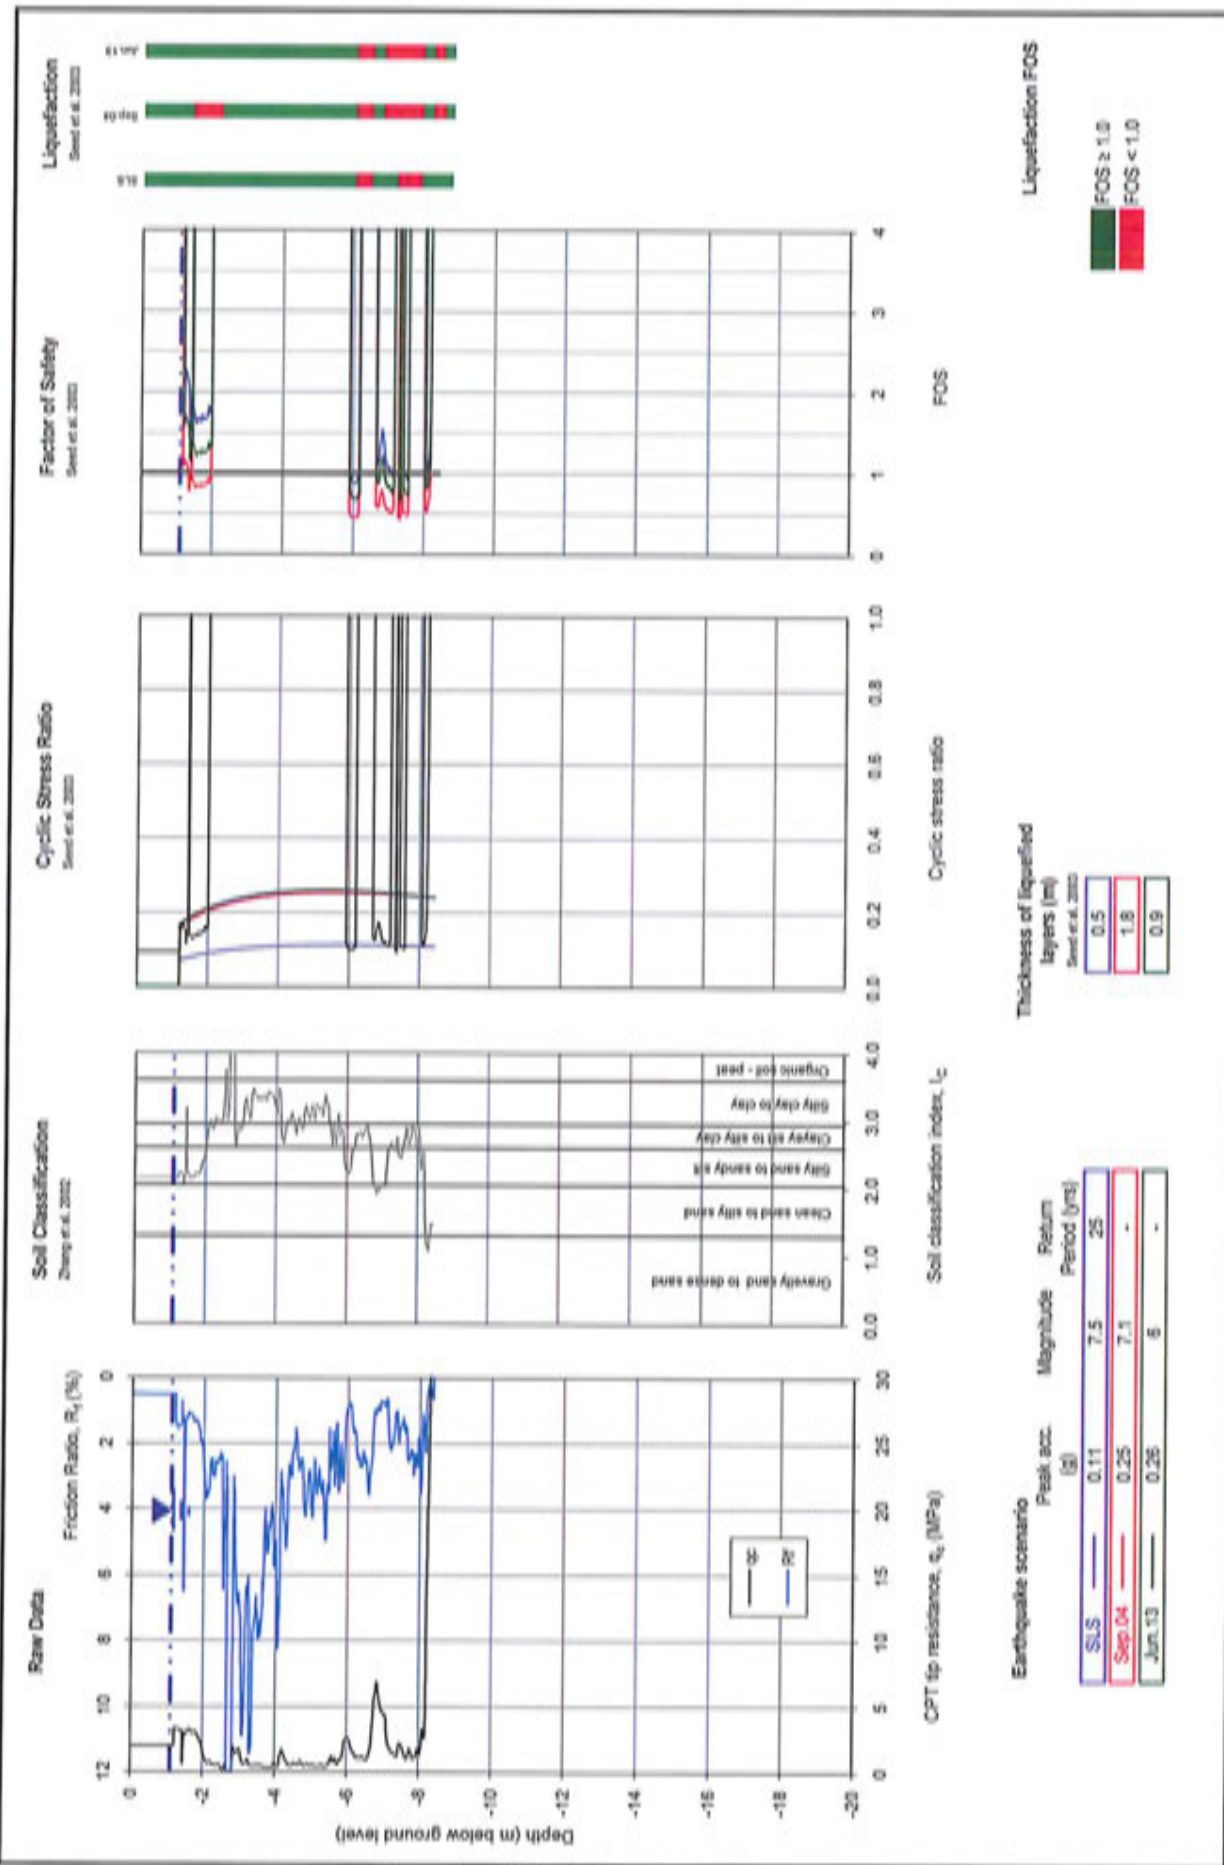 Raw Data
Friction Ratio, Rf (%)
12 10 8 6 4 2 0
0
-2
-4
-6
-8
-10
-12
-14
-16
-18
-20
Depth (m below ground level)
qc
Rf
0 5 10 15 20 25 30
CPT tip resistance, qc (MPa)
Soil Classification
Zhang et al. 2002
Gravelly sand to dense sand
Clean sand to silty sand
Silty sand to sandy silt
Clayey silt to silty clay
Silty clay to clay
Organic soil - peat
0.0 1.0 2.0 3.0 4.0
Soil classification index, IC
Cyclic Stress Ratio
Seed et al. 2003
0.0 0.2 0.4 0.6 0.8 1.0
Cyclic stress ratio
Factor of Safety
Seed et al. 2003
0 1 2 3 4
FOS
Liquefaction
Seed et al. 2003
SLS
Sep.04
Jun.13
Earthquake scenario
Peak acc. (g)
Magnitude
Return Period (yrs)
SLS 0.11 7.5 25
Sep.04 0.25 7.1 -
Jun.13 0.26 6 -
Thickness of liquefied
layers (m)
Seed et al. 2003
0.5
1.8
0.9
Liquefaction FOS
FOS ≥ 1.0
FOS < 1.0